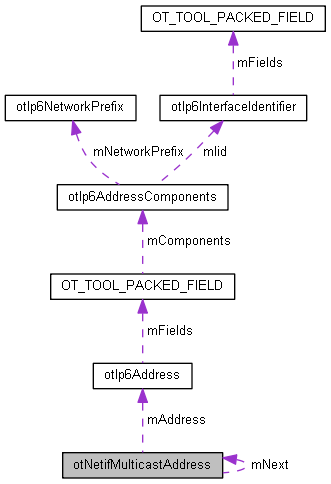 OT_TOOL_PACKED_FIELD
mFields
otIp6NetworkPrefix
otIp6InterfaceIdentifier
mNetworkPrefix
mIid
otIp6AddressComponents
mComponents
OT_TOOL_PACKED_FIELD
mFields
otIp6Address
mAddress
otNetifMulticastAddress
mNext